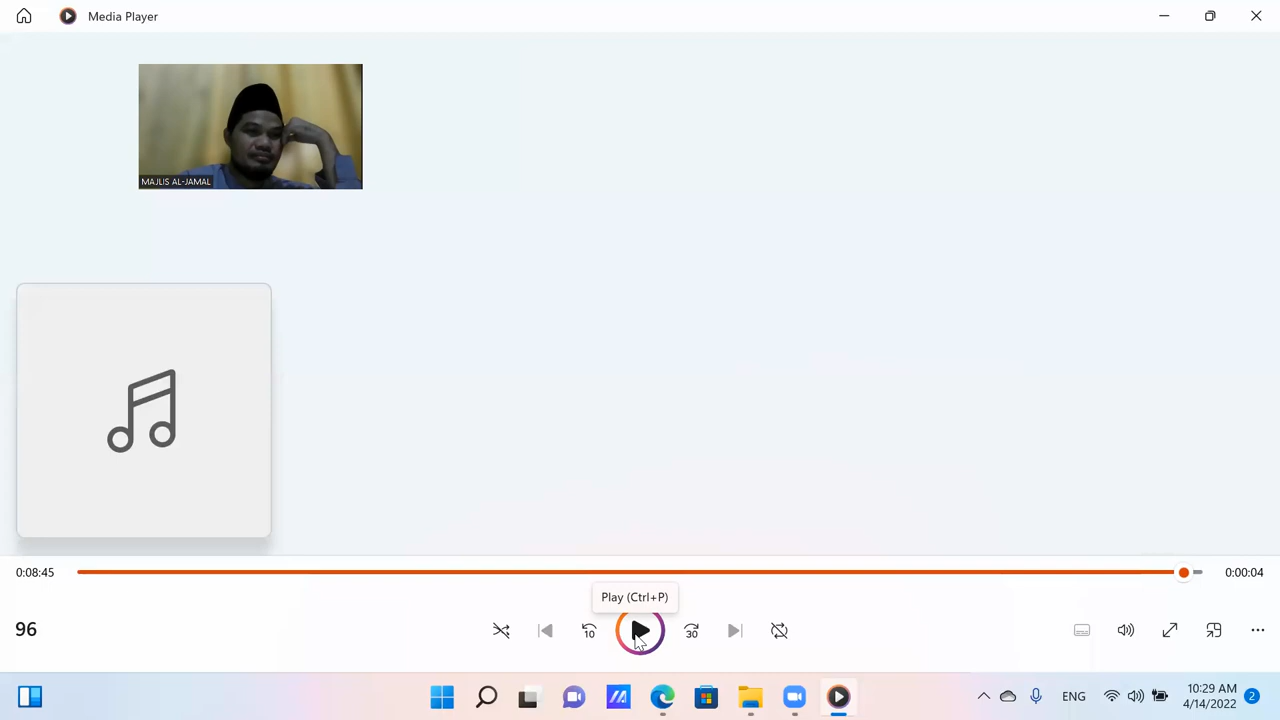 Media Player
MAJLIS AL-JAMAL
0:08:45
0:00:04
Play (Ctrl+P)
96
10
30
ENG
10:29 AM
4/14/2022
2